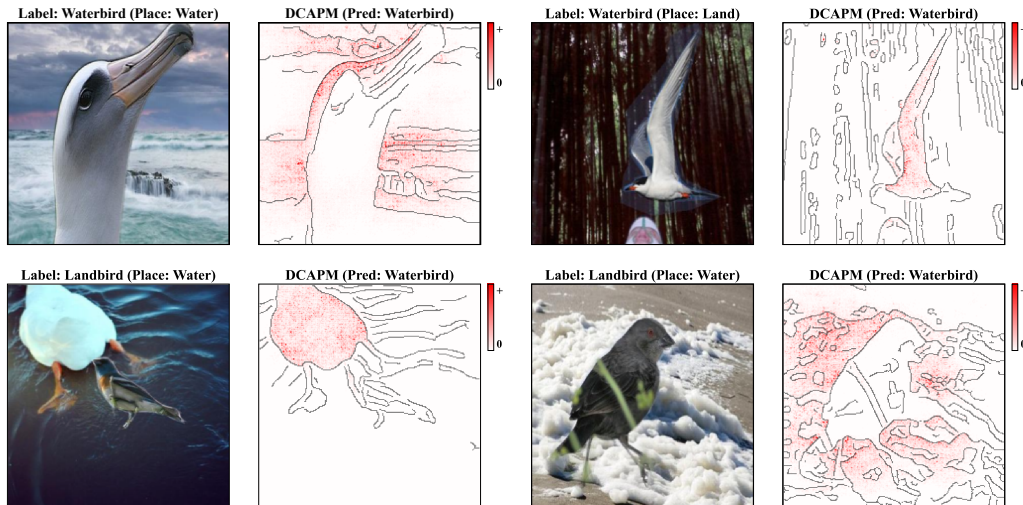 Label: Waterbird (Place: Water)
DCAPM (Pred: Waterbird)
+
0
Label: Waterbird (Place: Land)
DCAPM (Pred: Waterbird)
+
0
Label: Landbird (Place: Water)
DCAPM (Pred: Waterbird)
+
0
Label: Landbird (Place: Water)
DCAPM (Pred: Waterbird)
+
0